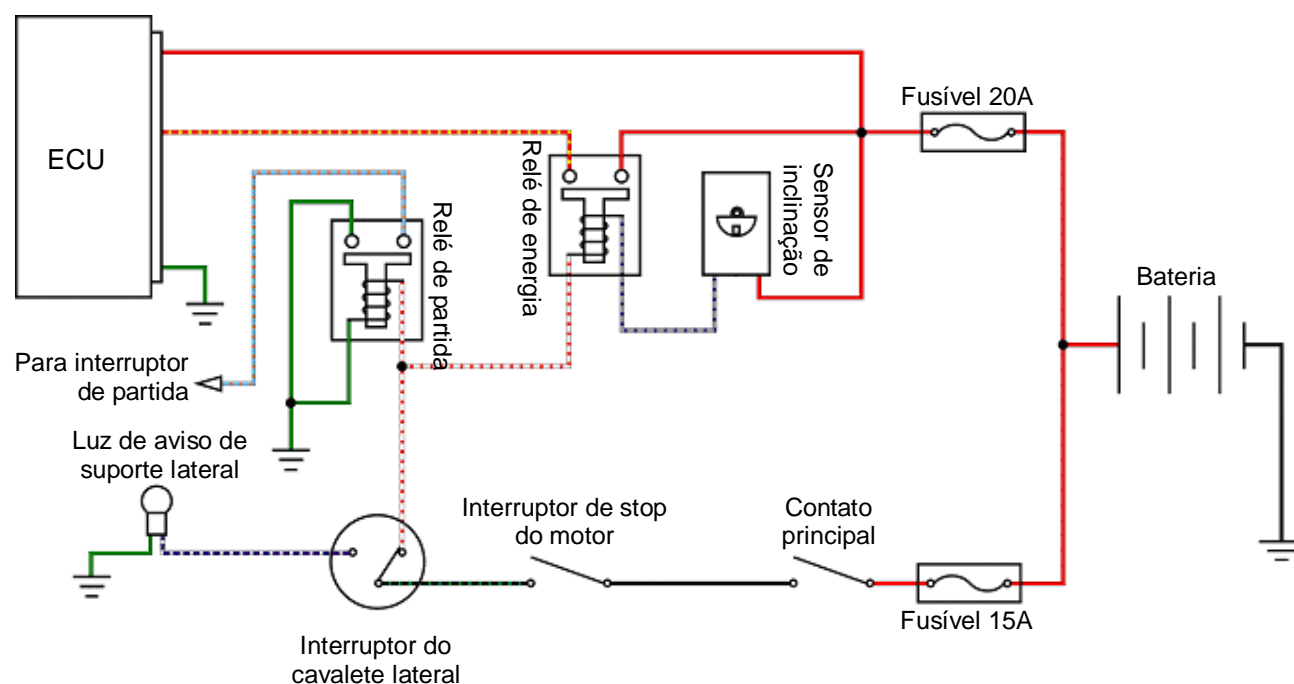 ECU
Fusível 20A
Relé de energia
Sensor de
inclinação
Relé de partida
Bateria
Para interruptor
de partida
Luz de aviso de
suporte lateral
Interruptor de stop
do motor
Contato
principal
Fusível 15A
Interruptor do
cavalete lateral